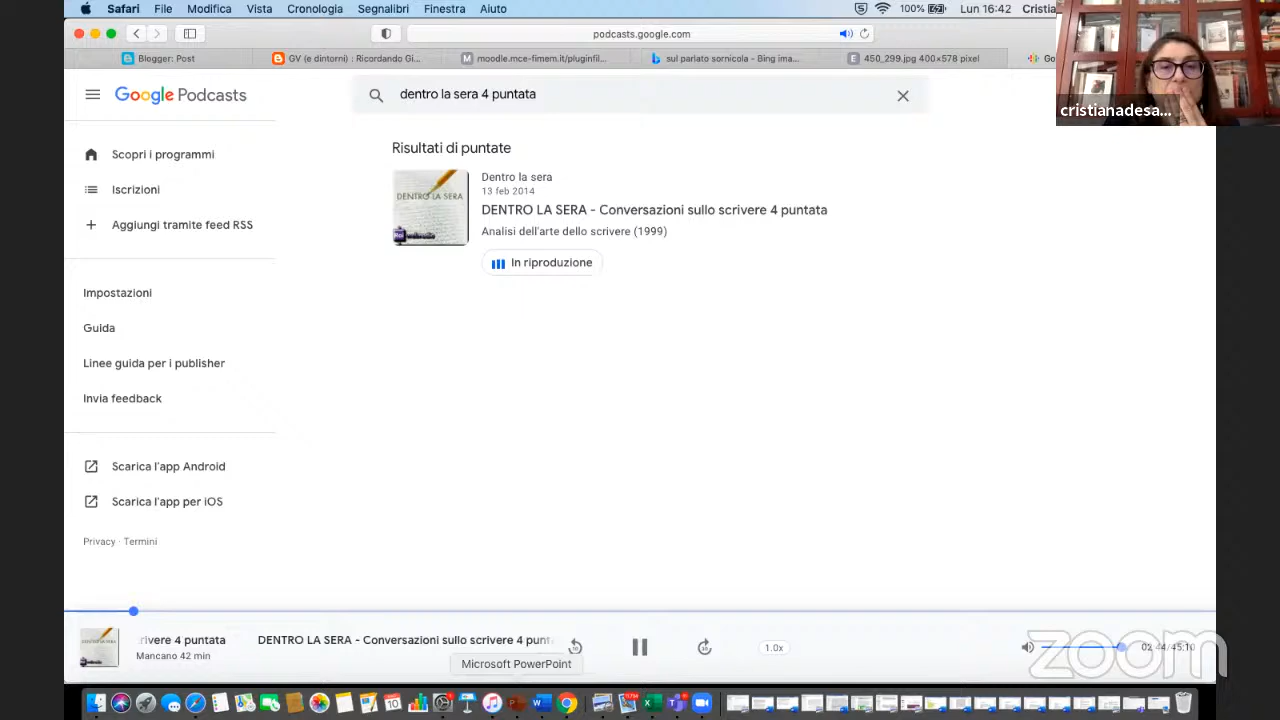 Safari File Modifica Vista Cronologia Segnalibri Finestra Aiuto 100% Lun 16:42 Cristia
podcasts.google.com
Blogger: Post
GV (e dintorni) : Ricordando Gi...
moodle.mce-fimem.it/pluginfil...
sul parlato sornicola - Bing ima...
450_299.jpg 400×578 pixel
Go
Google Podcasts
dentro la sera 4 puntata
cristianadesa...
Scopri i programmi
Iscrizioni
Aggiungi tramite feed RSS
Impostazioni
Guida
Linee guida per i publisher
Invia feedback
Scarica l'app Android
Scarica l'app per iOS
Privacy · Termini
Risultati di puntate
DENTRO LA SERA
Dentro la sera
13 feb 2014
DENTRO LA SERA - Conversazioni sullo scrivere 4 puntata
Analisi dell'arte dello scrivere (1999)
In riproduzione
rivere 4 puntata DENTRO LA SERA - Conversazioni sullo scrivere 4 punt
Mancano 42 min
1.0x
02:44/45:10
Microsoft PowerPoint
zoom